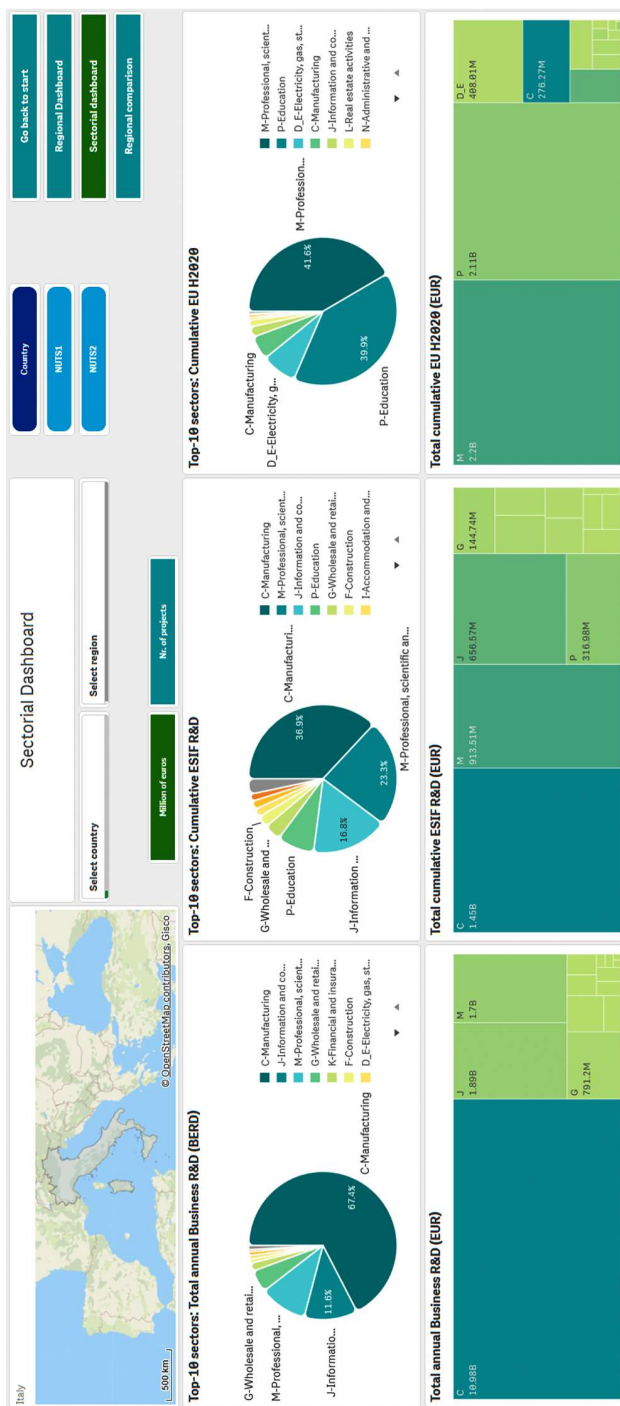 Italy
© OpenStreetMap contributors, Gisco
500 km
Sectorial Dashboard
Select country
Select region
Million of euros
Nr. of projects
Country
NUTS1
NUTS2
Go back to start
Regional Dashboard
Sectorial dashboard
Regional comparison
Top-10 sectors: Total annual Business R&D (BERD)
G-Wholesale and retai...
M-Professional, ...
J-Informatio...
11.6%
67.4%
C-Manufacturing
C-Manufacturing
J-Information and co...
M-Professional, scient...
G-Wholesale and retai...
K-Financial and insura...
F-Construction
D_E-Electricity, gas, st...
Top-10 sectors: Cumulative ESIF R&D
F-Construction
G-Wholesale and ...
P-Education
J-Information ...
16.8%
23.3%
36.9%
C-Manufacturi...
M-Professional, scientific an...
C-Manufacturing
M-Professional, scient...
J-Information and co...
P-Education
G-Wholesale and retai...
F-Construction
I-Accommodation and...
Top-10 sectors: Cumulative EU H2020
C-Manufacturing
D_E-Electricity, g...
P-Education
39.9%
41.6%
M-Profession...
M-Professional, scient...
P-Education
D_E-Electricity, gas, st...
C-Manufacturing
J-Information and co...
L-Real estate activities
N-Administrative and ...
Total annual Business R&D (EUR)
C
10.98B
J
1.89B
M
1.7B
G
791.2M
Total cumulative ESIF R&D (EUR)
C
1.45B
M
913.51M
J
656.57M
P
316.98M
G
144.74M
Total cumulative EU H2020 (EUR)
M
2.2B
P
2.11B
D_E
408.01M
C
276.27M